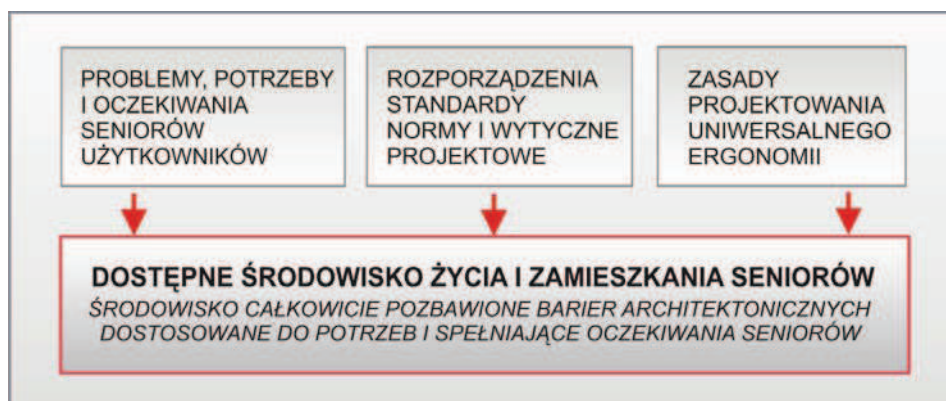 PROBLEMY, POTRZEBY
I OCZEKIWANIA
SENIORÓW
UŻYTKOWNIKÓW
ROZPORZĄDZENIA
STANDARDY
NORMY I WYTYCZNE
PROJEKTOWE
ZASADY
PROJEKTOWANIA
UNIWERSALNEGO
ERGONOMII
DOSTĘPNE ŚRODOWISKO ŻYCIA I ZAMIESZKANIA SENIORÓW
ŚRODOWISKO CAŁKOWICIE POZBAWIONE BARIER ARCHITEKTONICZNYCH
DOSTOSOWANE DO POTRZEB I SPEŁNIAJĄCE OCZEKIWANIA SENIORÓW